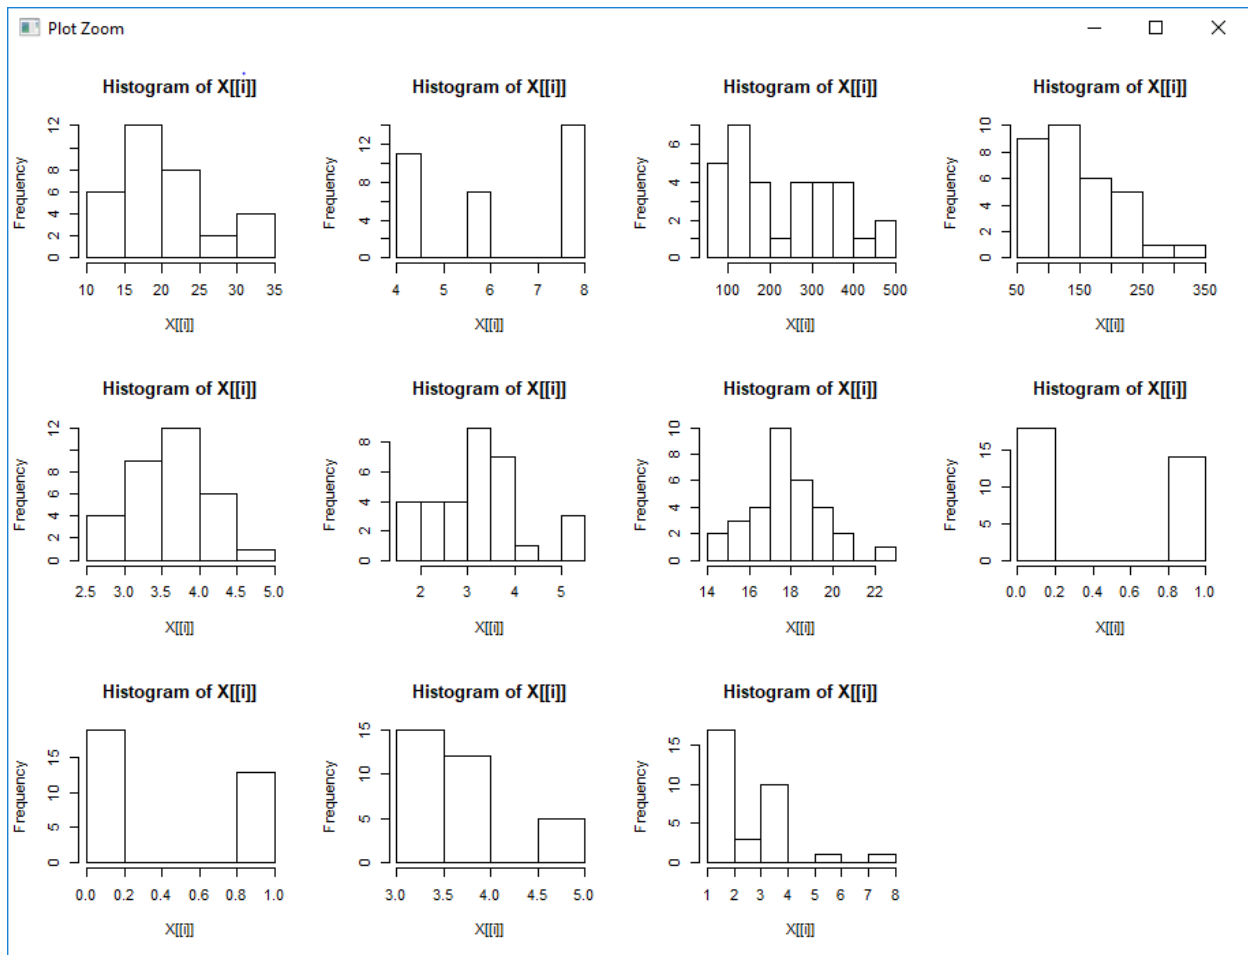 Plot Zoom
Histogram of X[[i]]
Frequency
0 2 4 6 8 12
10 15 20 25 30 35
X[[i]]
Histogram of X[[i]]
Frequency
0 4 8 12
4 5 6 7 8
X[[i]]
Histogram of X[[i]]
Frequency
0 2 4 6
100 200 300 400 500
X[[i]]
Histogram of X[[i]]
Frequency
0 2 4 6 8 10
50 150 250 350
X[[i]]
Histogram of X[[i]]
Frequency
0 2 4 8 12
2.5 3.0 3.5 4.0 4.5 5.0
X[[i]]
Histogram of X[[i]]
Frequency
0 2 4 6 8
2 3 4 5
X[[i]]
Histogram of X[[i]]
Frequency
0 2 4 6 8 10
14 16 18 20 22
X[[i]]
Histogram of X[[i]]
Frequency
0 5 10 15
0.0 0.2 0.4 0.6 0.8 1.0
X[[i]]
Histogram of X[[i]]
Frequency
0 5 10 15
0.0 0.2 0.4 0.6 0.8 1.0
X[[i]]
Histogram of X[[i]]
Frequency
0 5 10 15
3.0 3.5 4.0 4.5 5.0
X[[i]]
Histogram of X[[i]]
Frequency
0 5 10 15
1 2 3 4 5 6 7 8
X[[i]]